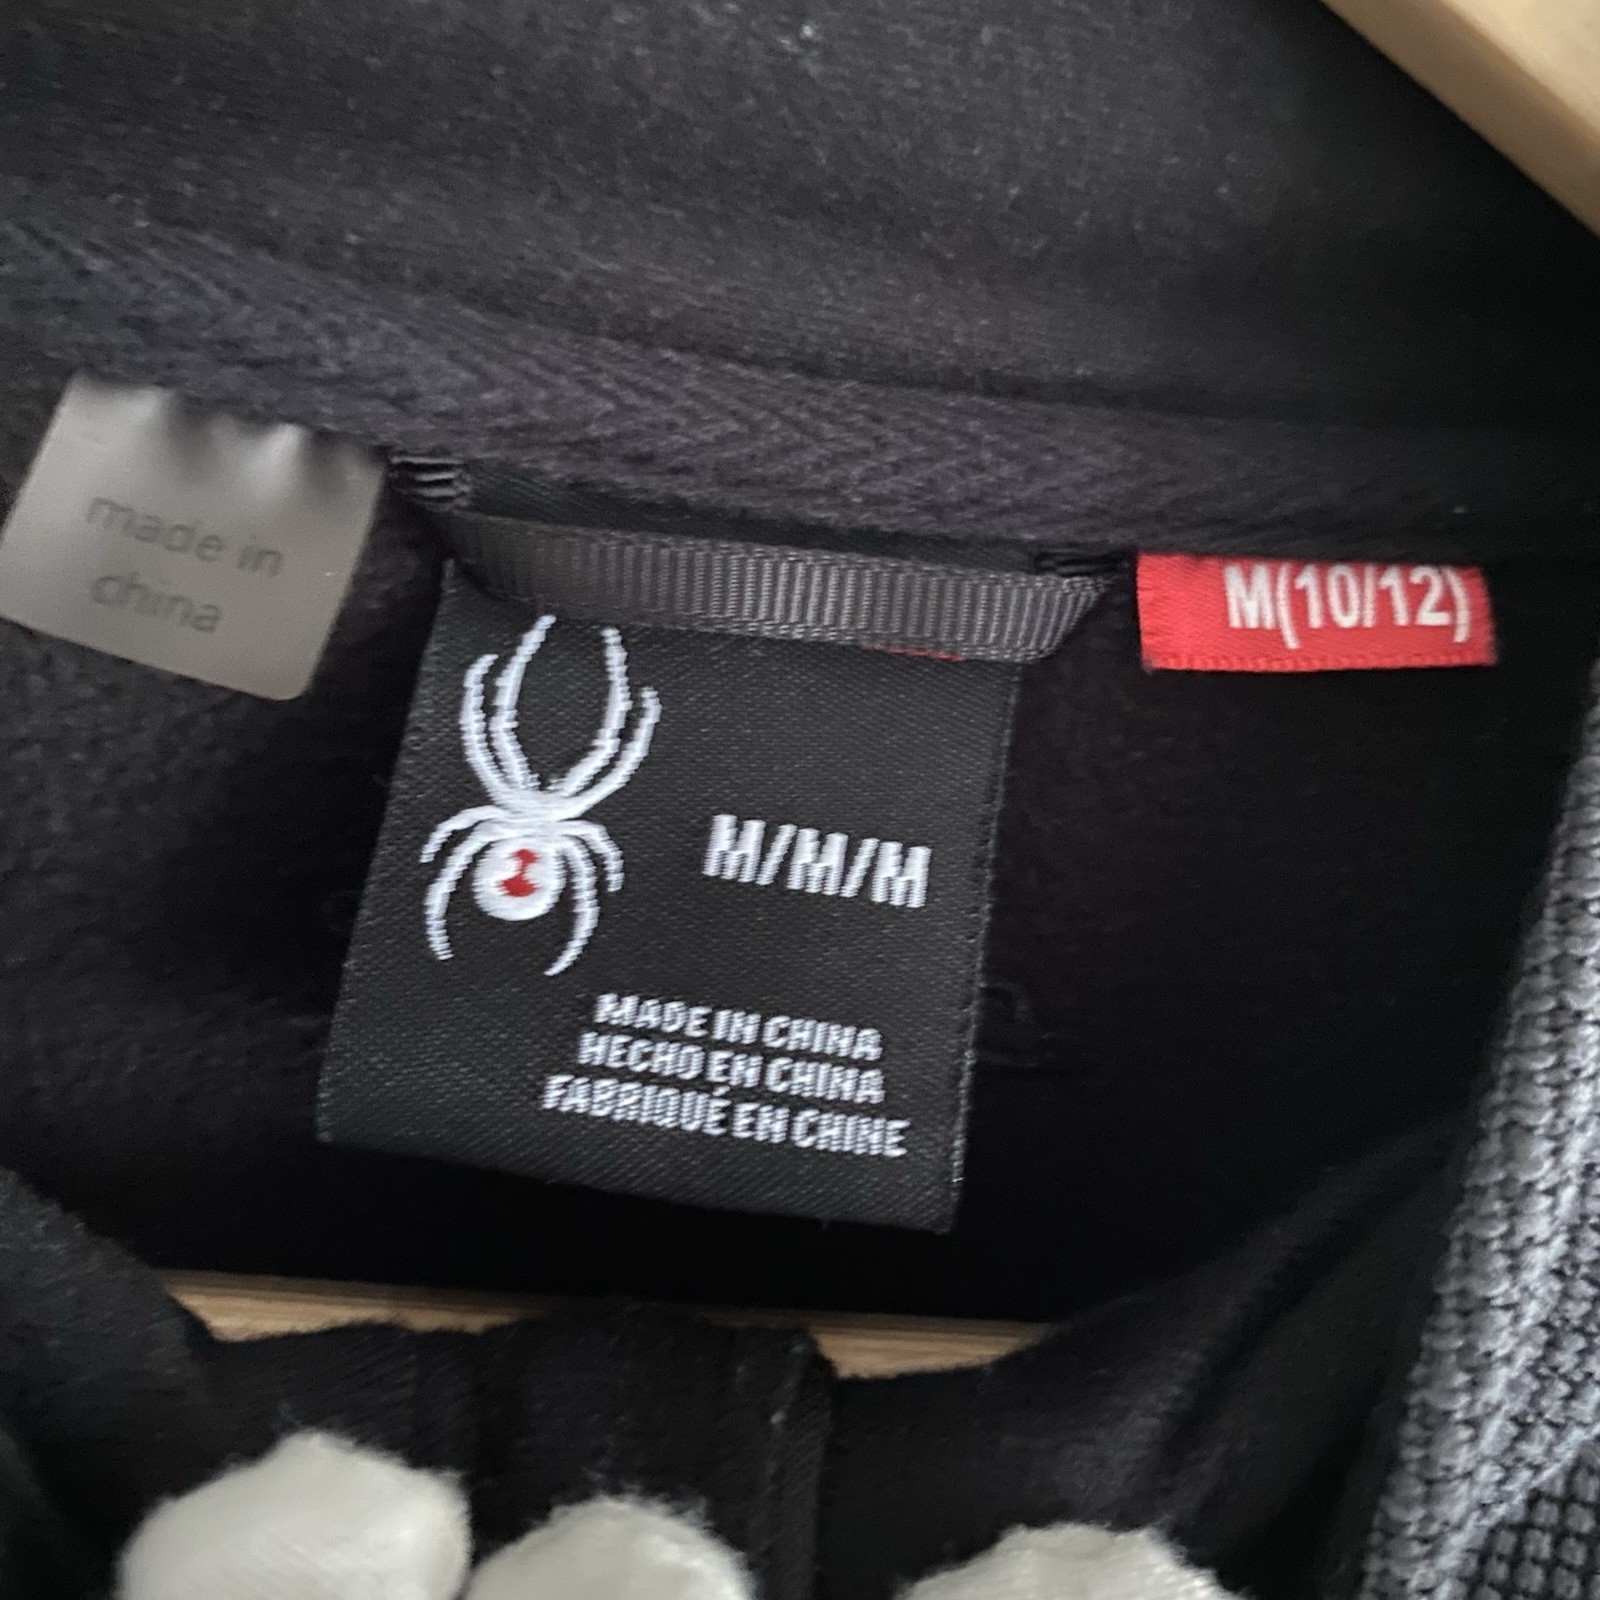 made in
china
M(10/12)
M/M/M
MADE IN CHINA
HECHO EN CHINA
FABRIQUÉ EN CHINE